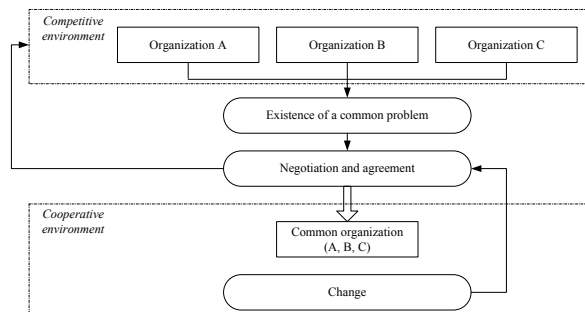 Competitive
environment
Organization A
Organization B
Organization C
Existence of a common problem
Negotiation and agreement
Cooperative
environment
Common organization
(A, B, C)
Change